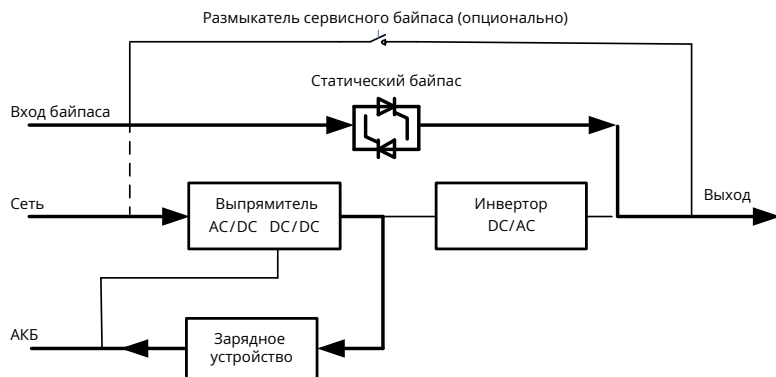 Размыкатель сервисного байпаса (опционально)
Статический байпас
Вход байпаса
Сеть
Выпрямитель
AC/DC DC/DC
Инвертор
DC/AC
Выход
АКБ
Зарядное
устройство